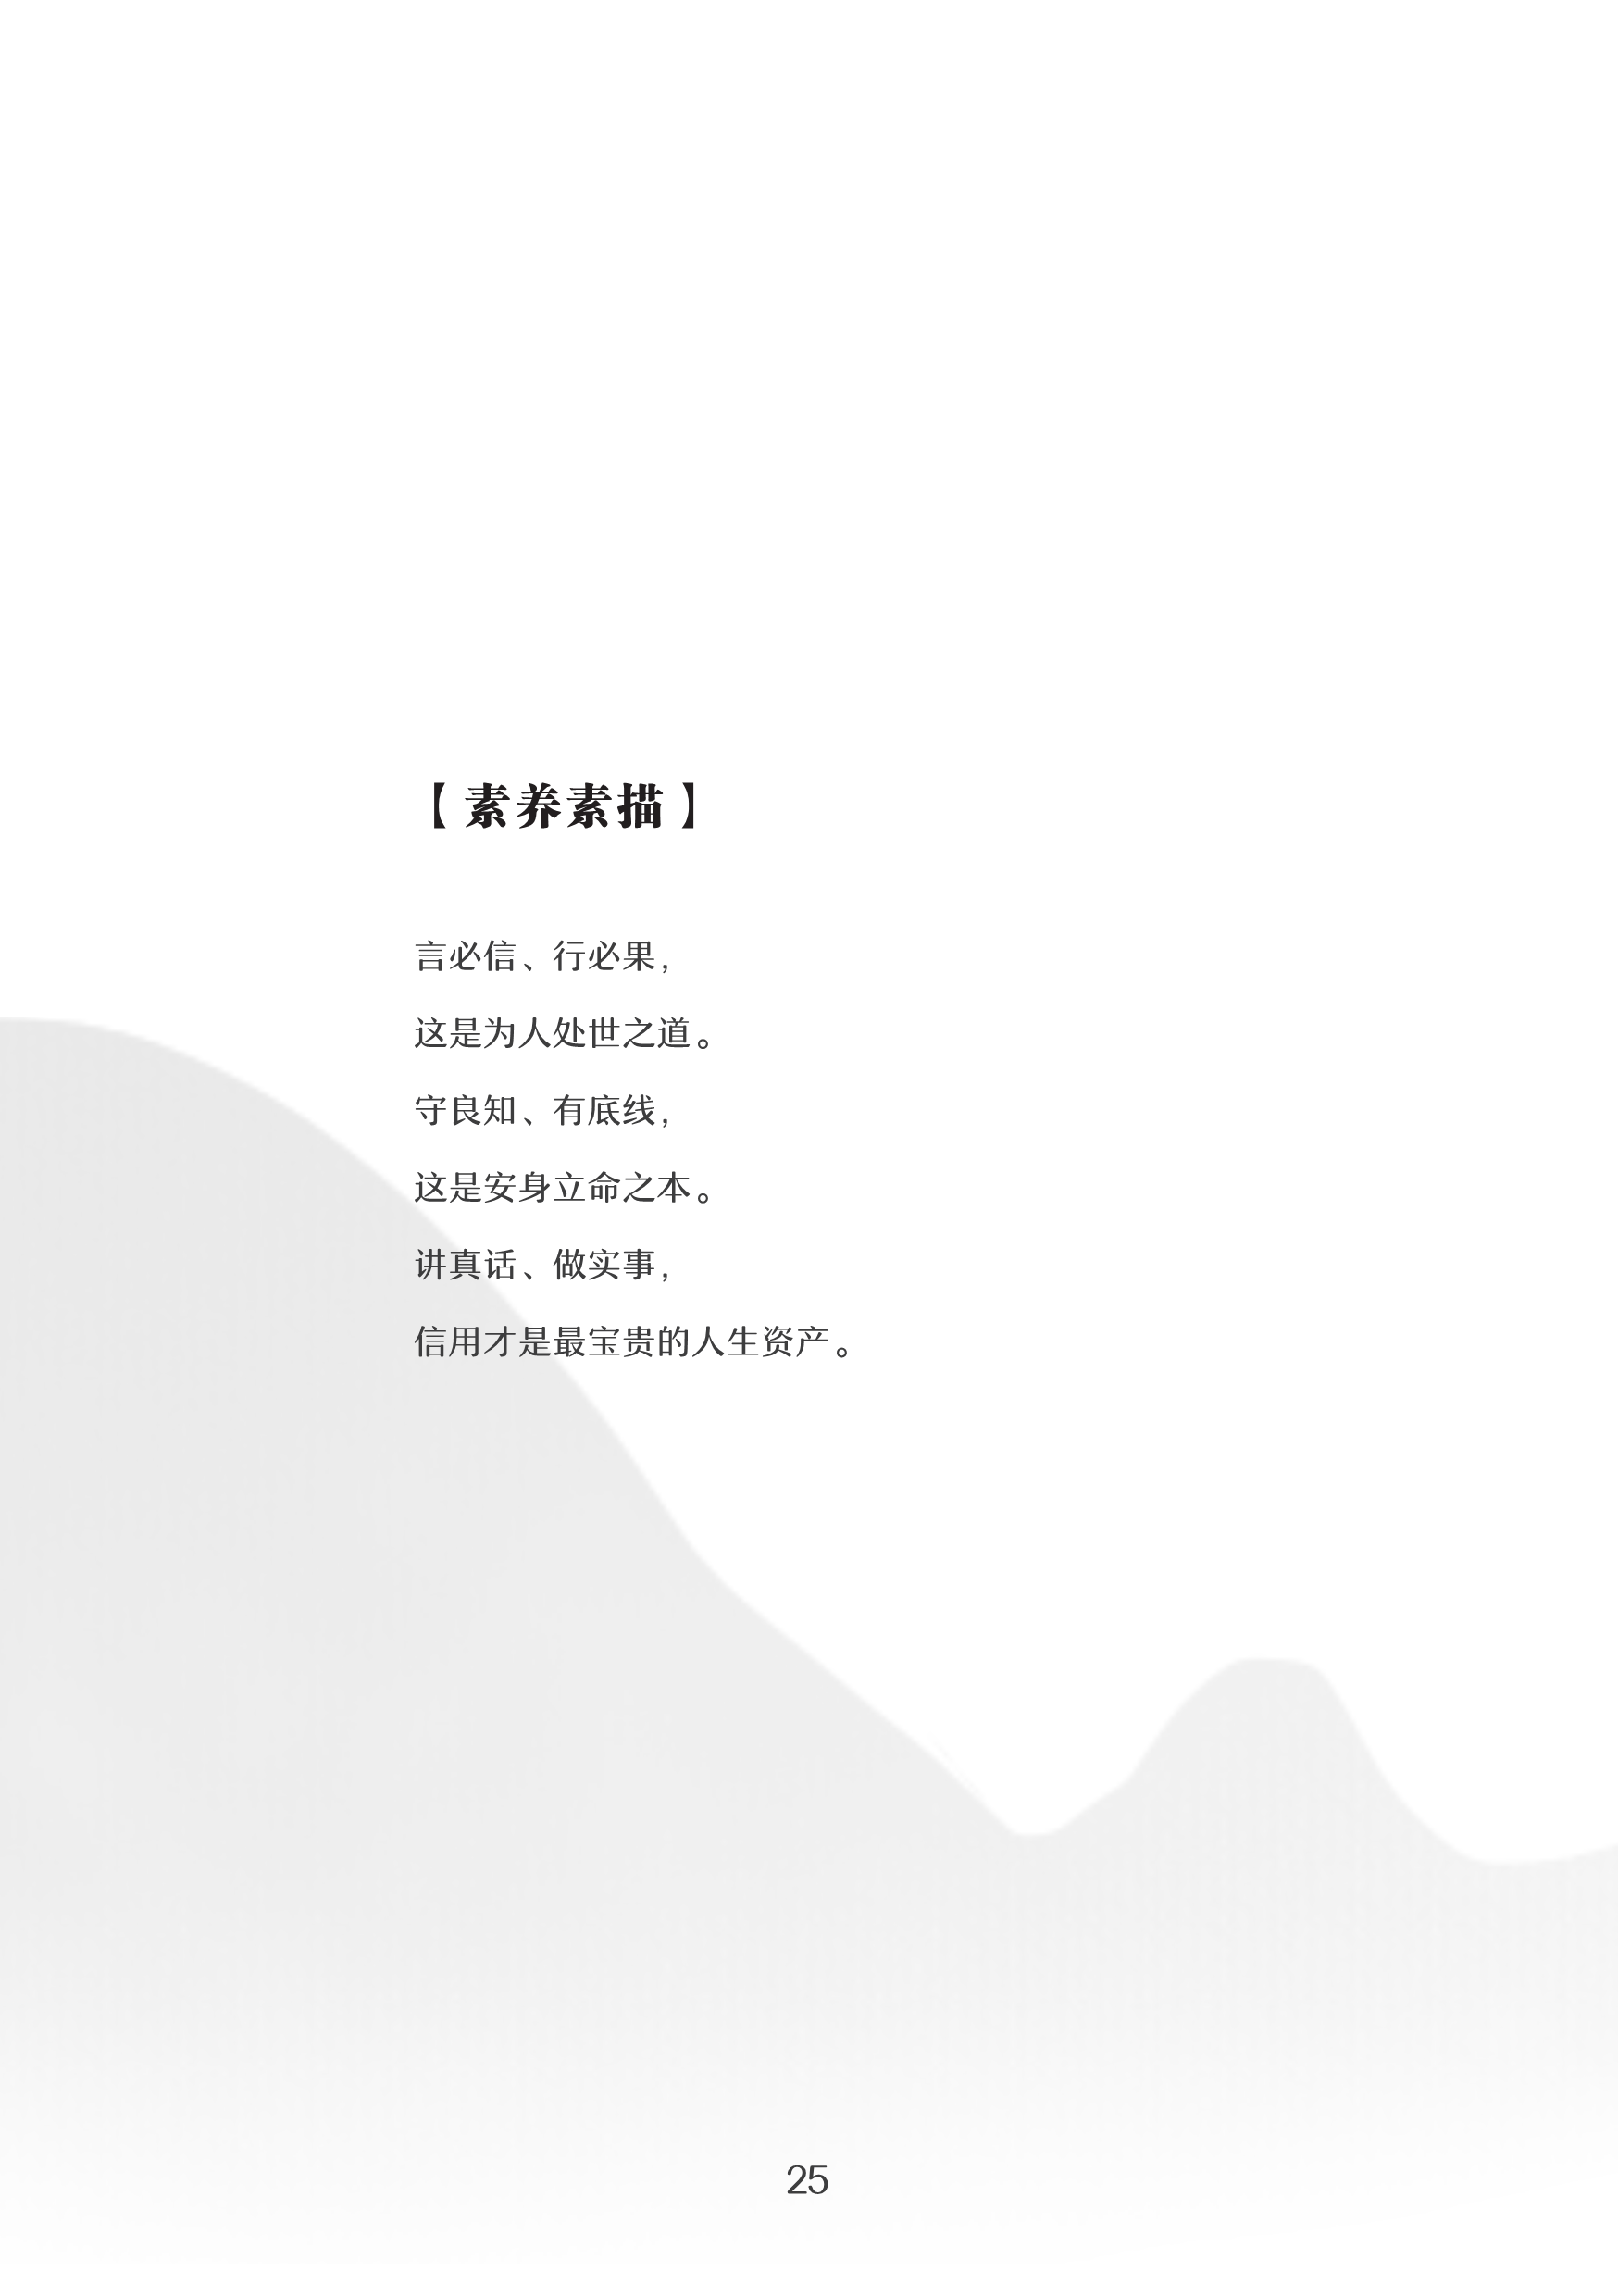 【素养素描】
言必信、行必果，
这是为人处世之道。
守良知、有底线，
这是安身立命之本。
讲真话、做实事，
信用才是最宝贵的人生资产。
25